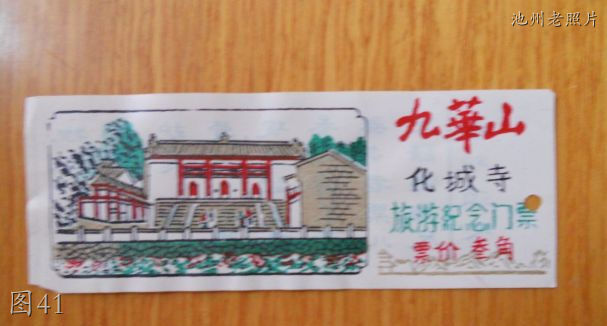 池州老照片
九華山
化城寺
旅游纪念门票
票价 叁角
图41